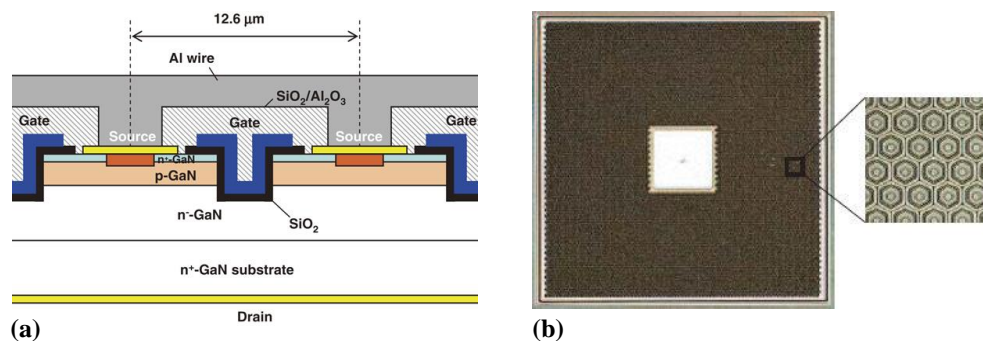 12.6 μm
Al wire
SiO₂/Al₂O₃
Gate
Source
Gate
Source
Gate
n⁺-GaN
p-GaN
n⁻-GaN
SiO₂
n⁺-GaN substrate
Drain
(a)
(b)